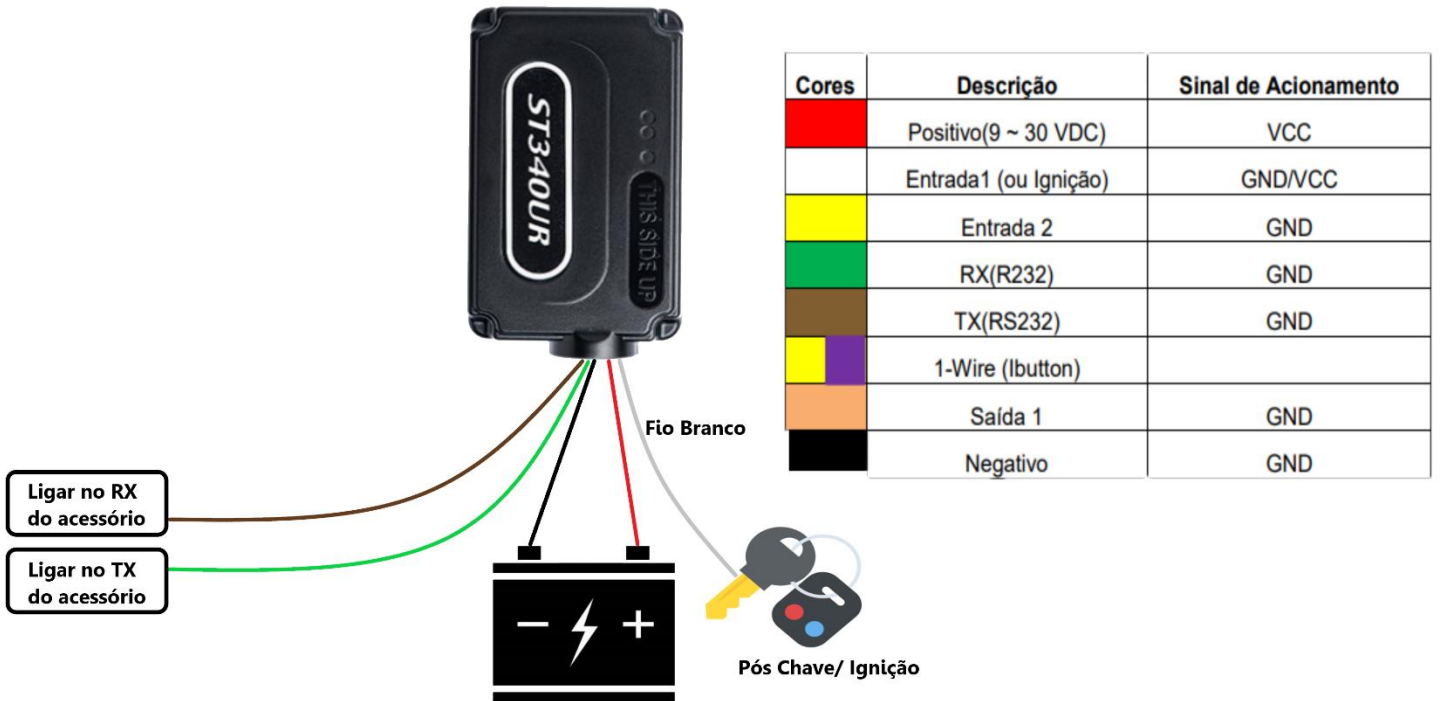 ST340UR
THIS SIDE UP
Fio Branco
Ligar no RX
do acessório
Ligar no TX
do acessório
Pós Chave/ Ignição
Cores Descrição Sinal de Acionamento
Positivo(9 ~ 30 VDC) VCC
Entrada1 (ou Ignição) GND/VCC
Entrada 2 GND
RX(R232) GND
TX(RS232) GND
1-Wire (Ibutton)
Saída 1 GND
Negativo GND